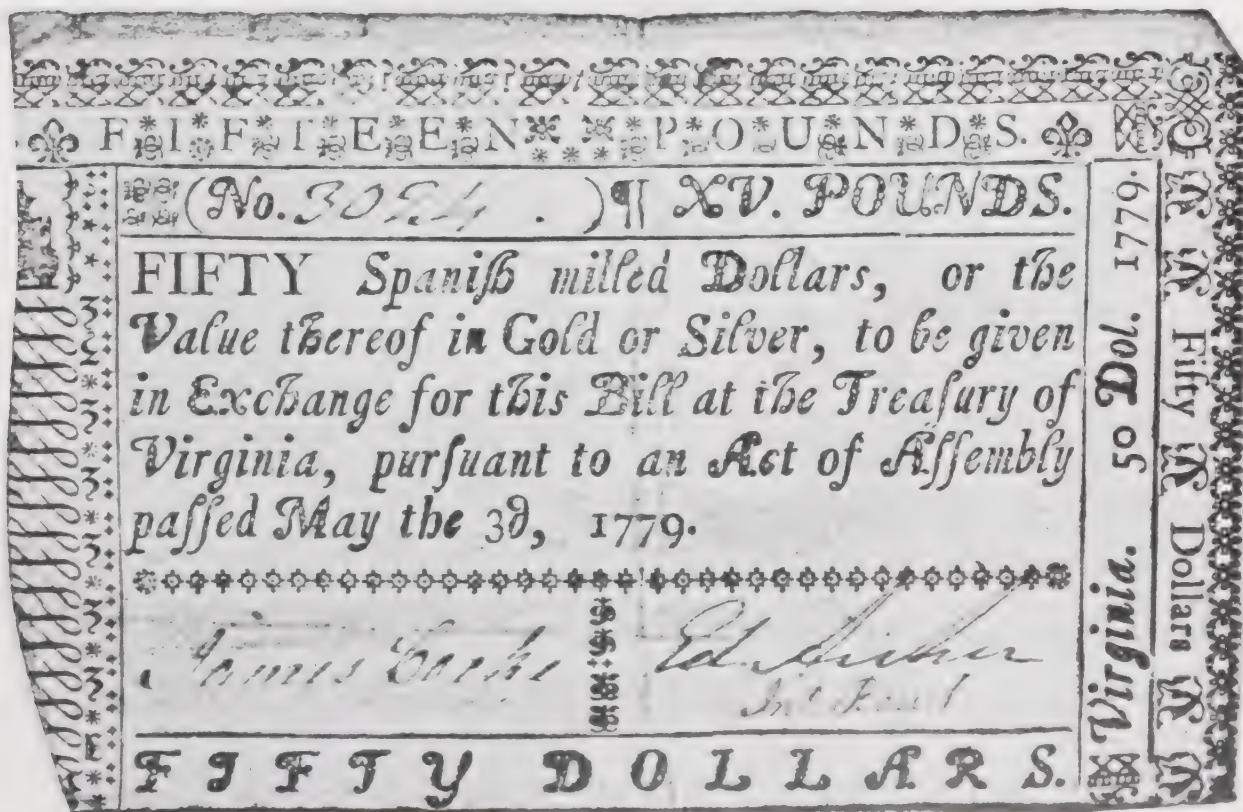 FIFTEEN POUNDS.
(No. 3024.)¶ XV. POUNDS.
FIFTY Spaniſh milled Dollars, or the
Value thereof in Gold or Silver, to be given
in Exchange for this Bill at the Treaſury of
Virginia, purſuant to an Act of Aſſembly
paſſed May the 3d, 1779.
Ed.
FIFTY DOLLARS.
Virginia. 50 Dol. 1779.
Fifty Dollars